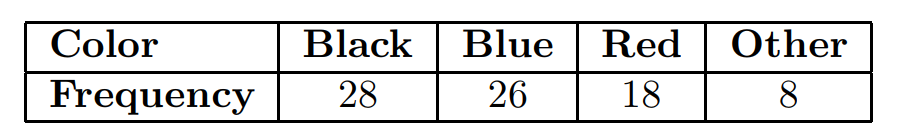 Color Black Blue Red Other
Frequency 28 26 18 8